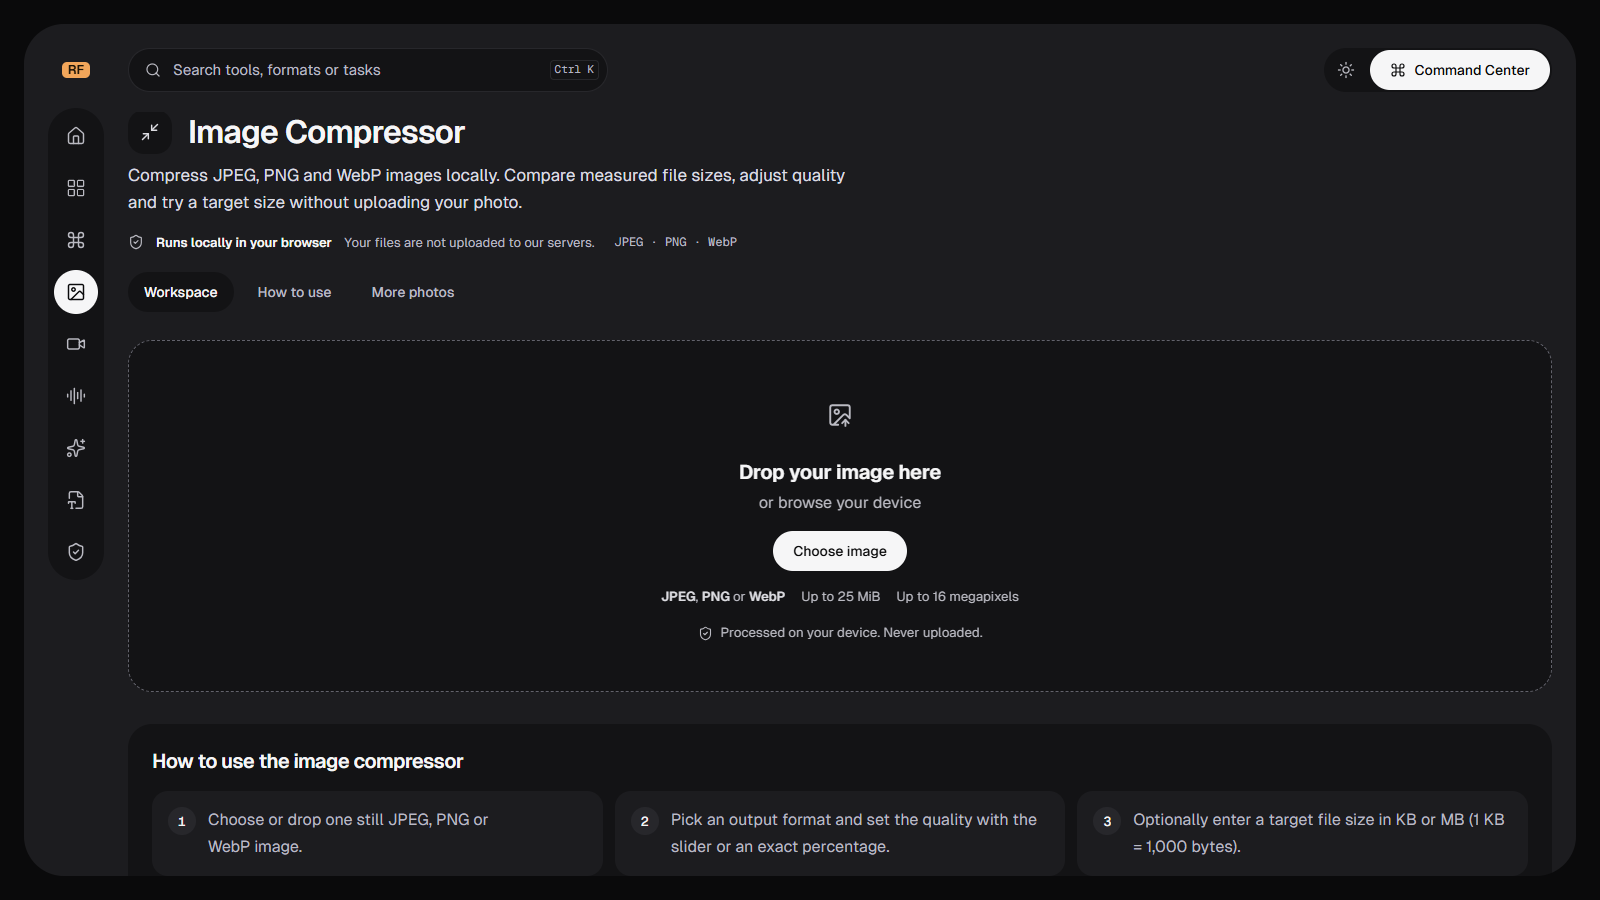 RF
Search tools, formats or tasks
Ctrl K
Command Center
Image Compressor
Compress JPEG, PNG and WebP images locally. Compare measured file sizes, adjust quality
and try a target size without uploading your photo.
Runs locally in your browser Your files are not uploaded to our servers. JPEG · PNG · WebP
Workspace How to use More photos
Drop your image here
or browse your device
Choose image
JPEG, PNG or WebP Up to 25 MiB Up to 16 megapixels
Processed on your device. Never uploaded.
How to use the image compressor
1 Choose or drop one still JPEG, PNG or
WebP image.
2 Pick an output format and set the quality with the
slider or an exact percentage.
3 Optionally enter a target file size in KB or MB (1 KB
= 1,000 bytes).